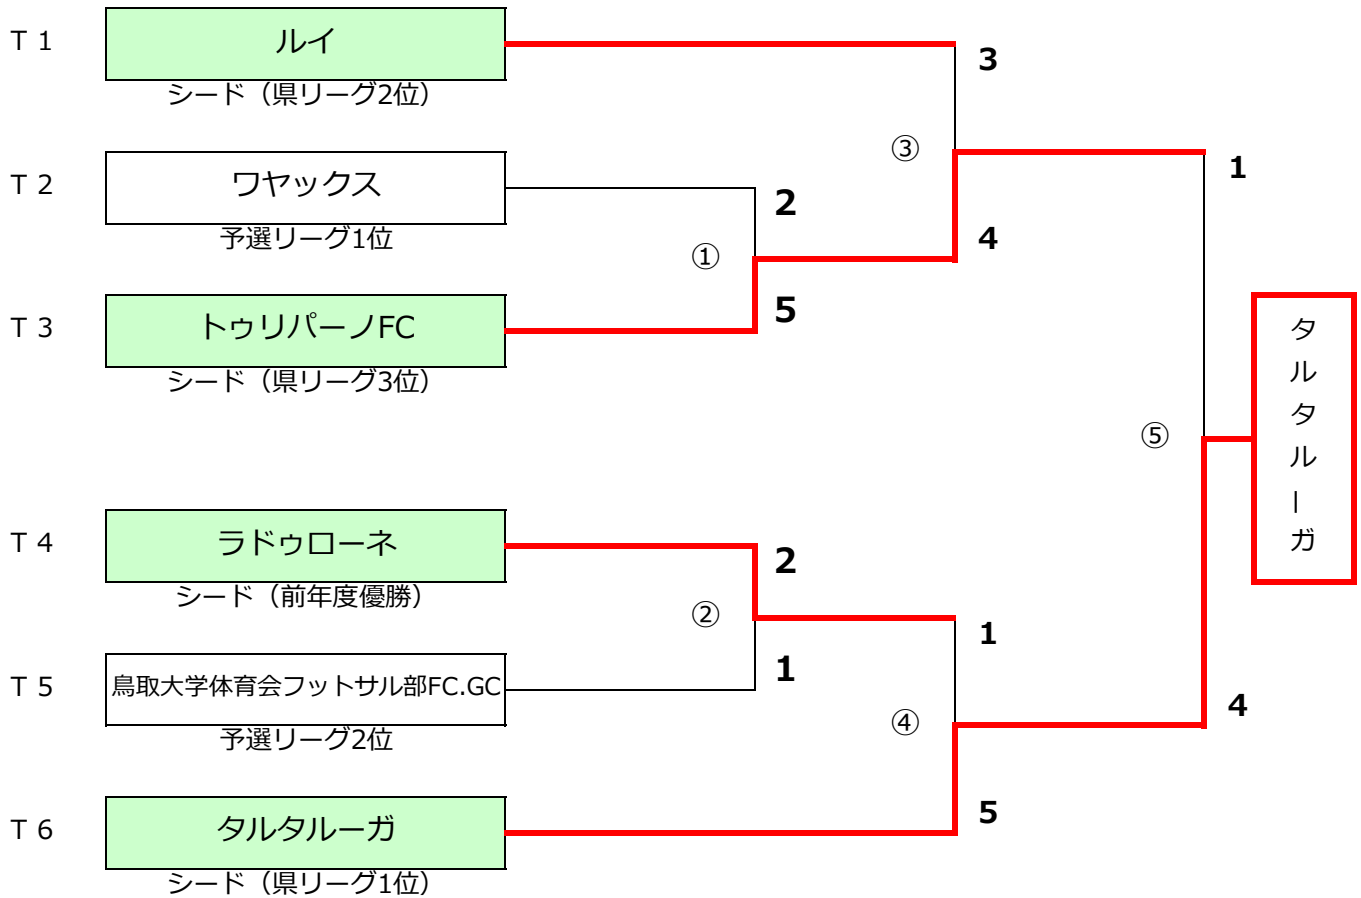 T 1
ルイ
シード（県リーグ2位）
3
③
T 2
ワヤックス
予選リーグ1位
2
①
1
4
T 3
トゥリパーノFC
シード（県リーグ3位）
5
⑤
タルタルーガ
T 4
ラドゥローネ
シード（前年度優勝）
2
②
1
T 5
鳥取大学体育会フットサル部FC.GC
予選リーグ2位
1
④
4
T 6
タルタルーガ
シード（県リーグ1位）
5